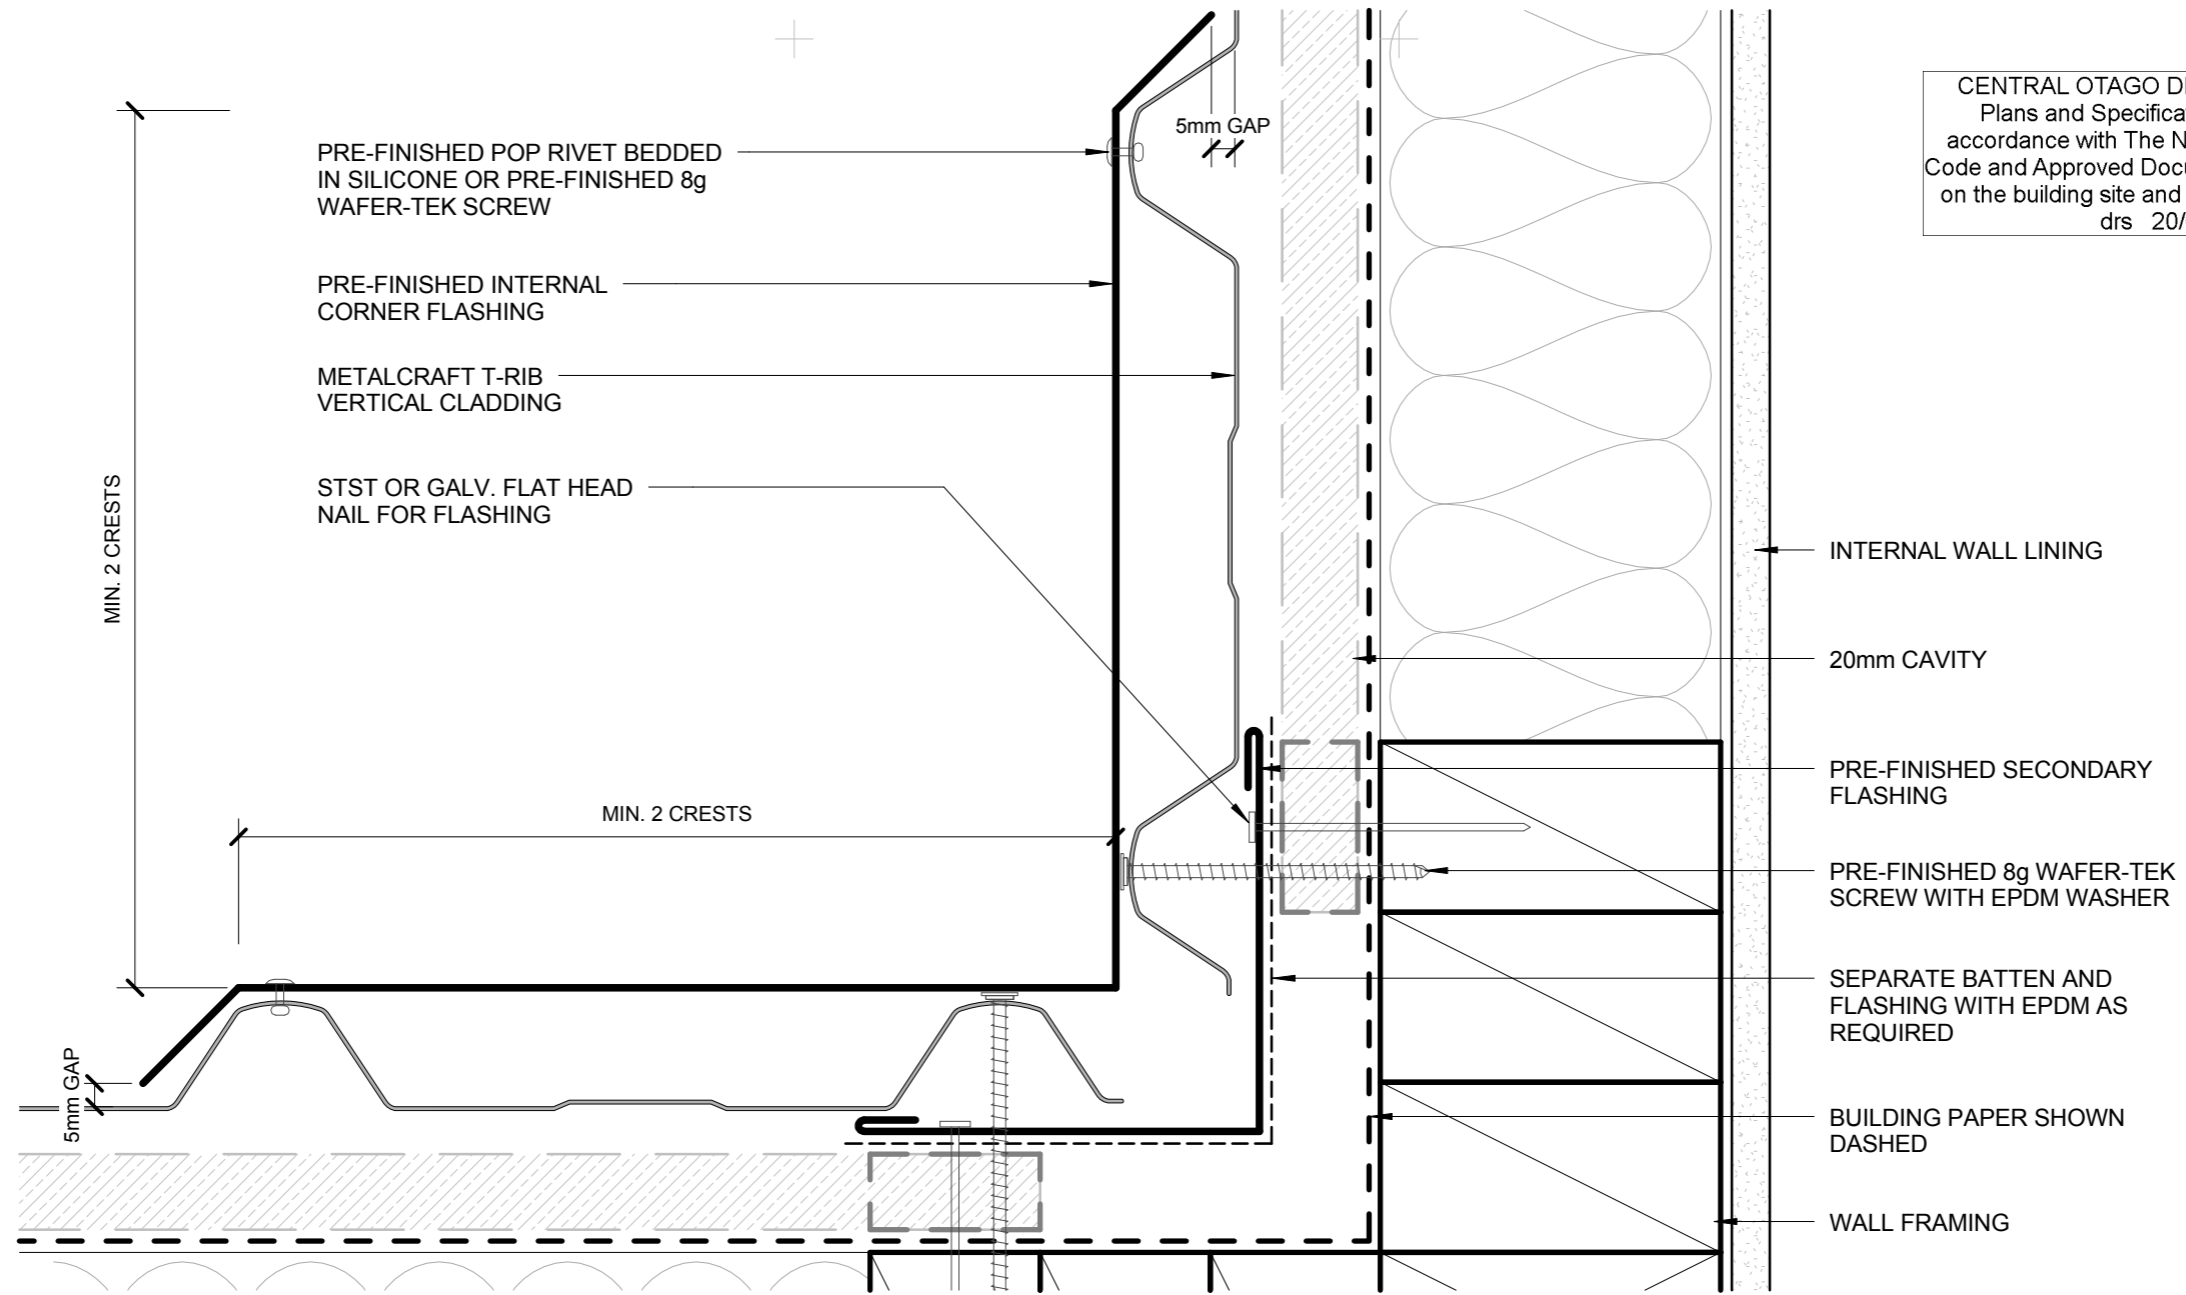 CENTRAL OTAGO
Plans and
accordance with The
Code and Approved
on the building site and
drs 20/
5mm GAP
PRE-FINISHED POP RIVET BEDDED
IN SILICONE OR PRE-FINISHED 8g
WAFER-TEK SCREW
PRE-FINISHED INTERNAL
CORNER FLASHING
METALCRAFT T-RIB
VERTICAL CLADDING
STST OR GALV. FLAT HEAD
NAIL FOR FLASHING
MIN. 2 CRESTS
MIN. 2 CRESTS
5mm GAP
INTERNAL WALL LINING
20mm CAVITY
PRE-FINISHED SECONDARY
FLASHING
PRE-FINISHED 8g WAFER-TEK
SCREW WITH EPDM WASHER
SEPARATE BATTEN AND
FLASHING WITH EPDM AS
REQUIRED
BUILDING PAPER SHOWN
DASHED
WALL FRAMING